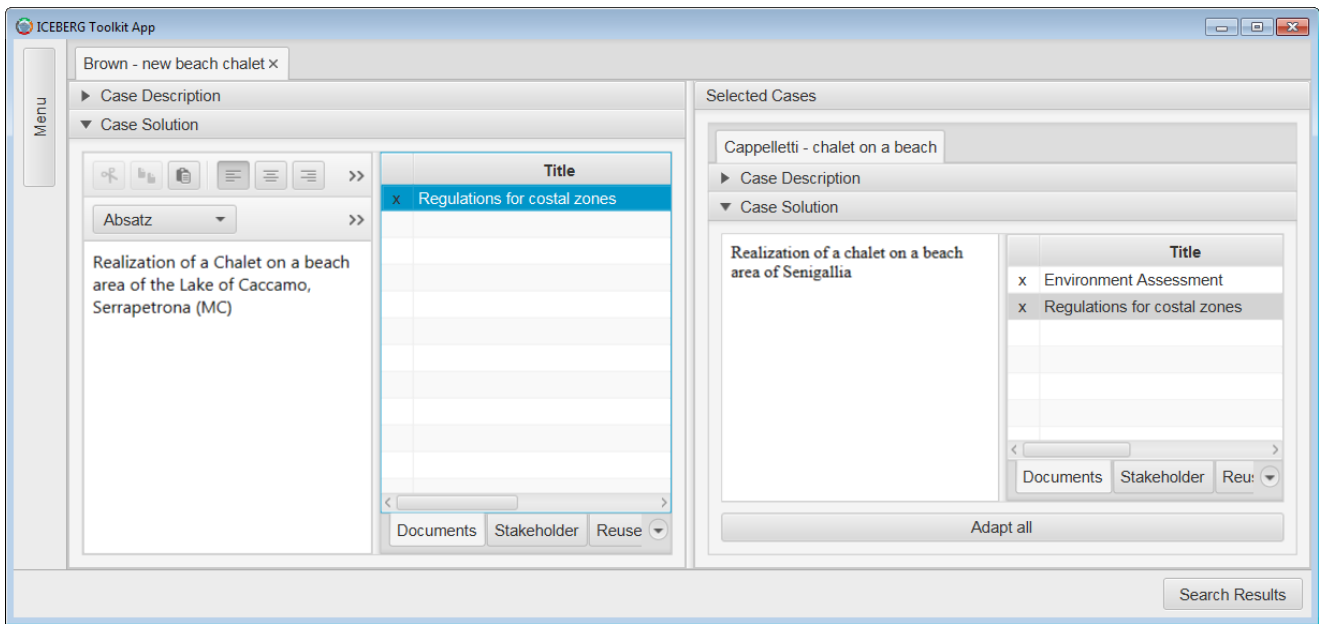 ICEBERG Toolkit App
Menu
Brown - new beach chalet ×
Case Description
Case Solution
Absatz
Realization of a Chalet on a beach
area of the Lake of Caccamo,
Serrapetrona (MC)
Title
x Regulations for costal zones
Documents Stakeholder Reuse
Selected Cases
Cappelletti - chalet on a beach
Case Description
Case Solution
Realization of a chalet on a beach
area of Senigallia
Title
x Environment Assessment
x Regulations for costal zones
Documents Stakeholder Reu
Adapt all
Search Results